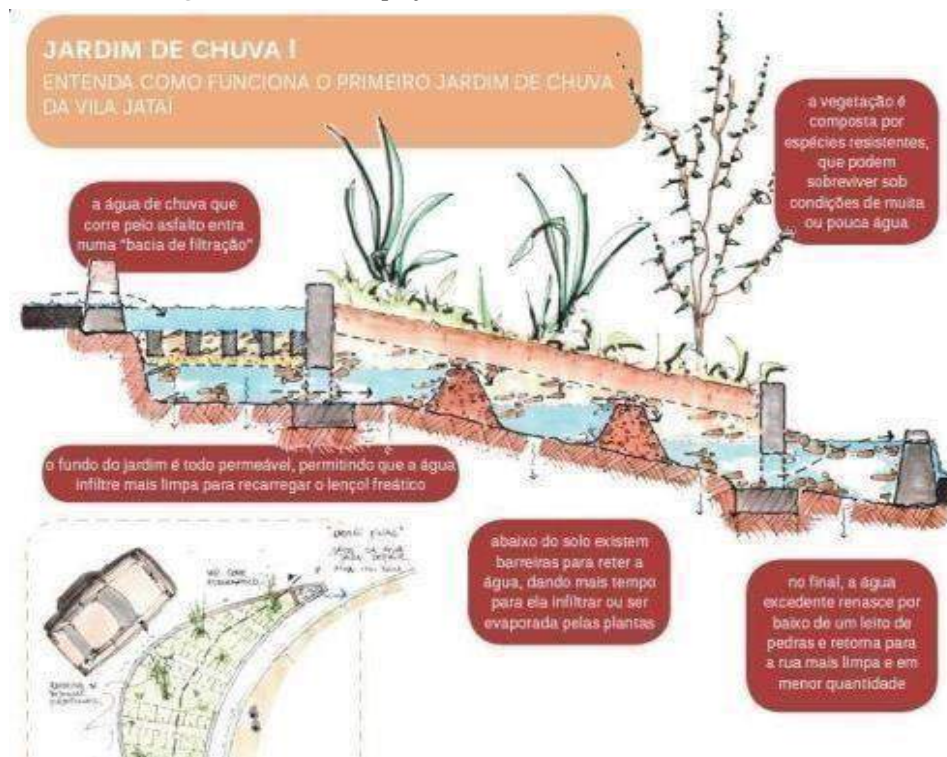 JARDIM DE CHUVA !
ENTENDA COMO FUNCIONA O PRIMEIRO JARDIM DE CHUVA
DA VILA JATAÍ
a água de chuva que
corre pelo asfalto entra
numa "bacia de filtração"
a vegetação é
composta por
espécies resistentes,
que podem
sobreviver sob
condições de muita
ou pouca água
o fundo do jardim é todo permeável, permitindo que a água
infiltre mais limpa para recarregar o lençol freático
abaixo do solo existem
barreiras para reter a
água, dando mais tempo
para ela infiltrar ou ser
evaporada pelas plantas
no final, a água
excedente renasce por
baixo de um leito de
pedras e retorna para
a rua mais limpa e em
menor quantidade